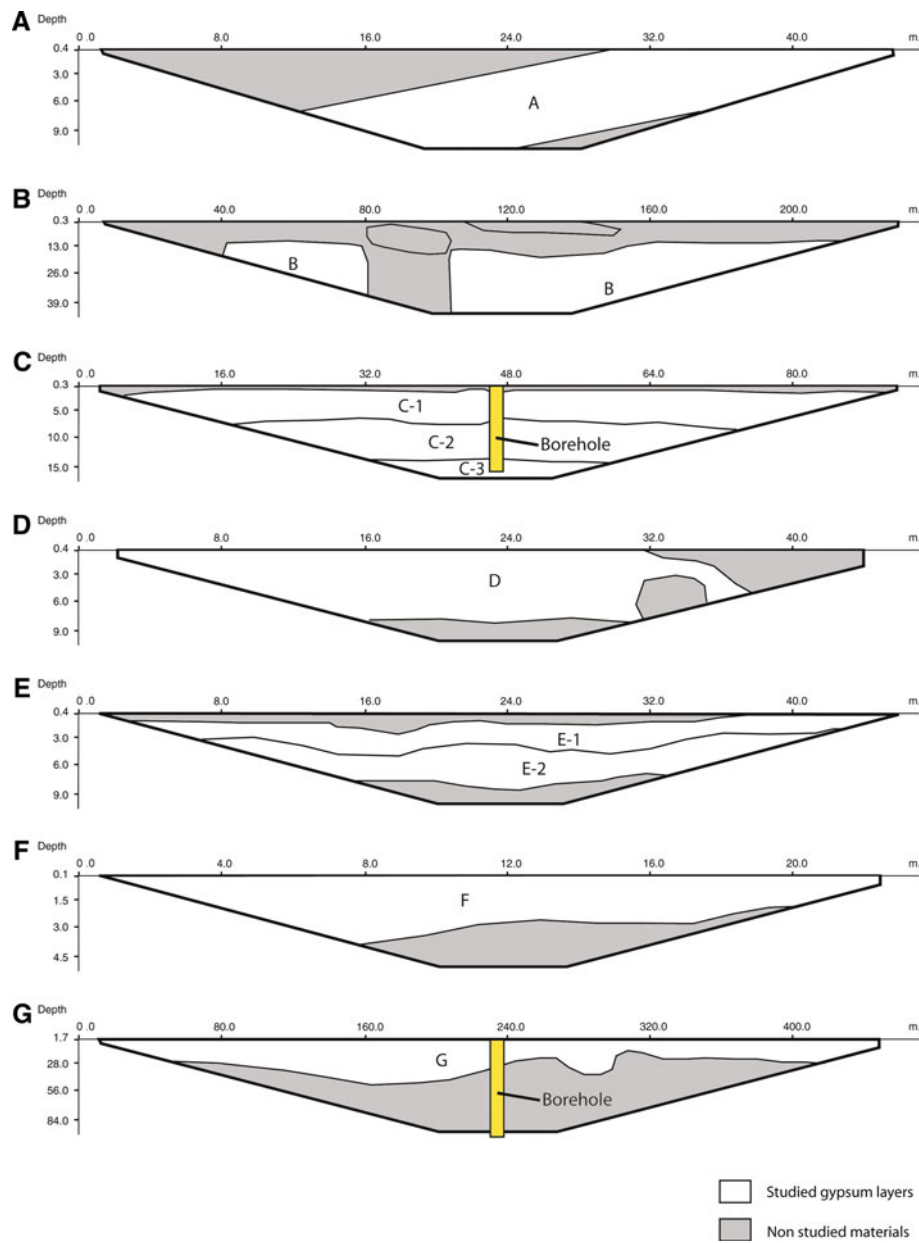 A Depth 0 .0 8.0 16.0 24.0 32.0 40.0 m.
0.4
3.0
6.0
9.0
A
B Depth 0 .0 40.0 80.0 120.0 160.0 200.0 m.
0.3
13.0
26.0
39.0
B B
C Depth 0 .0 16.0 32.0 48.0 64.0 80.0 m.
0.3
5.0
10.0
15.0
C-1
C-2 Borehole
C-3
D Depth 0 .0 8.0 16.0 24.0 32.0 40.0 m.
0.4
3.0
6.0
9.0
D
E Depth 0 .0 8.0 16.0 24.0 32.0 40.0 m.
0.4
3.0
6.0
9.0
E-1
E-2
F Depth 0 .0 4.0 8.0 12.0 16.0 20.0 m.
0.1
1.5
3.0
4.5
F
G Depth 0 .0 80.0 160.0 240.0 320.0 400.0 m.
1.7
28.0
56.0
84.0
G
Borehole
Studied gypsum layers
Non studied materials